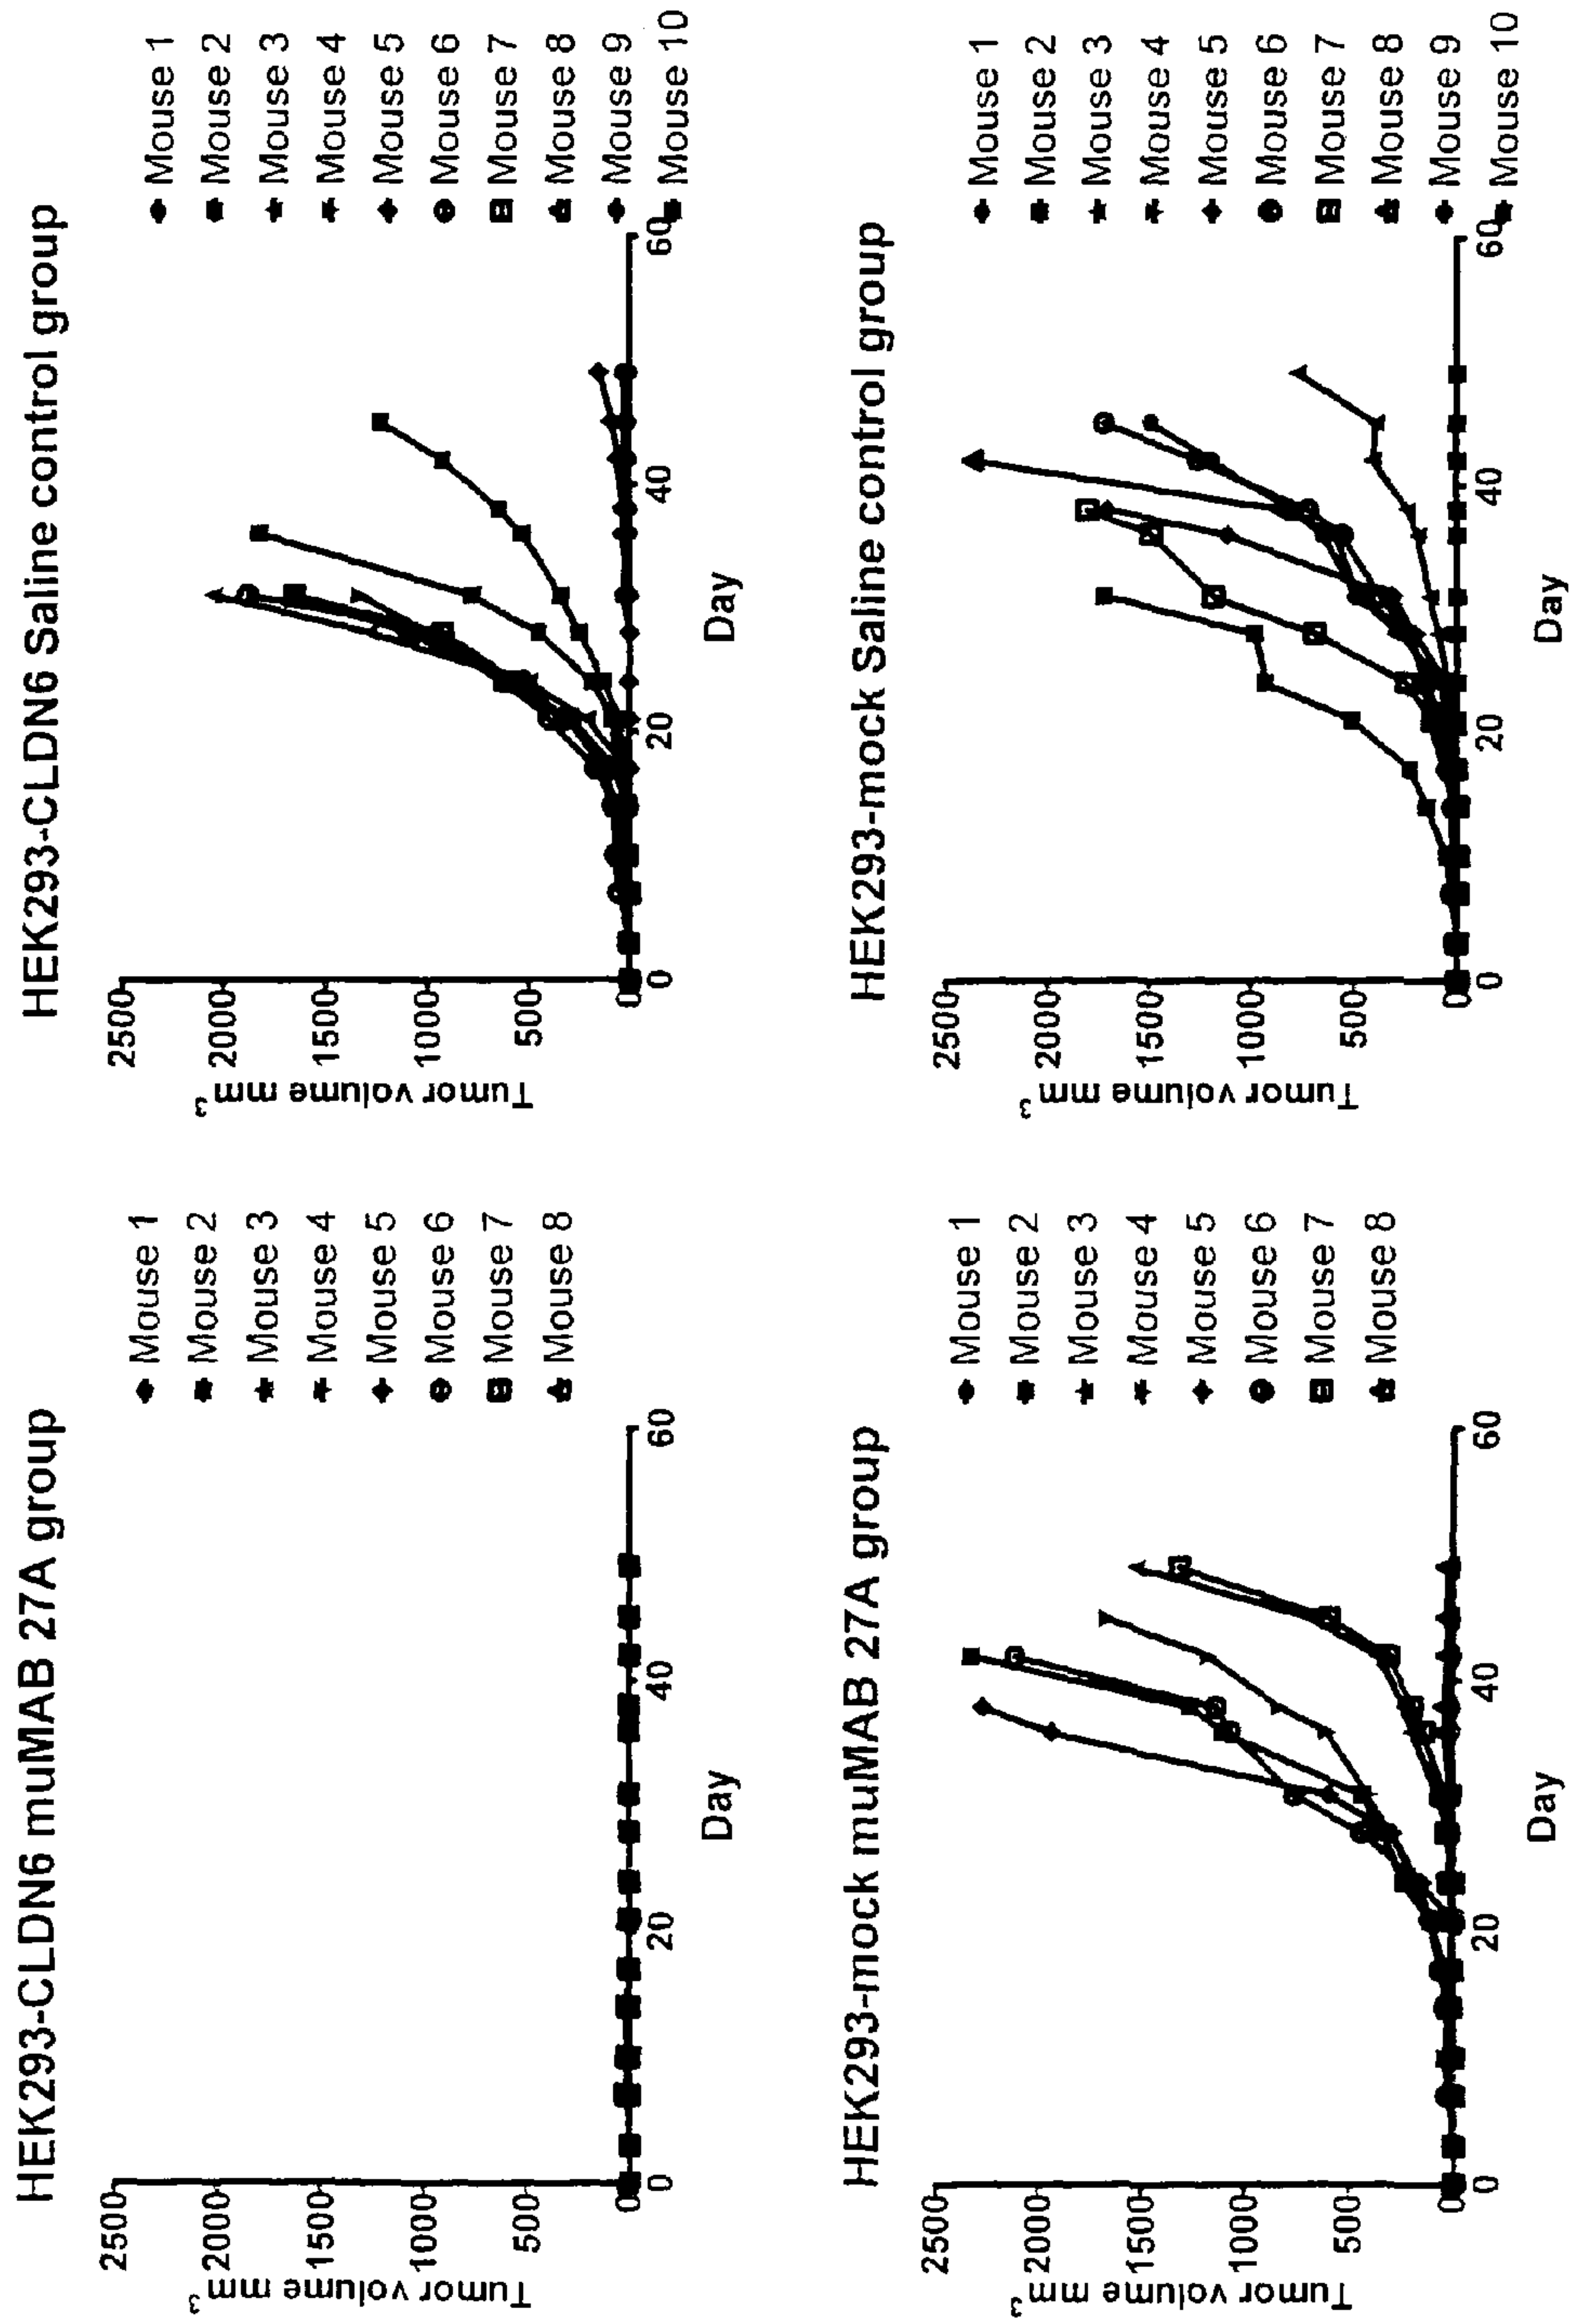 HEK293-CLDN6 muMAB 27A group
Tumor volume mm3
2500
2000
1500
1000
500
0
0
20
40
60
Day
Mouse 1
Mouse 2
Mouse 3
Mouse 4
Mouse 5
Mouse 6
Mouse 7
Mouse 8
HEK293-CLDN6 Saline control group
Tumor volume mm3
2500
2000
1500
1000
500
0
0
20
40
60
Day
Mouse 1
Mouse 2
Mouse 3
Mouse 4
Mouse 5
Mouse 6
Mouse 7
Mouse 8
Mouse 9
Mouse 10
HEK293-mock muMAB 27A group
Tumor volume mm3
2500
2000
1500
1000
500
0
0
20
40
60
Day
Mouse 1
Mouse 2
Mouse 3
Mouse 4
Mouse 5
Mouse 6
Mouse 7
Mouse 8
HEK293-mock Saline control group
Tumor volume mm3
2500
2000
1500
1000
500
0
0
20
40
60
Day
Mouse 1
Mouse 2
Mouse 3
Mouse 4
Mouse 5
Mouse 6
Mouse 7
Mouse 8
Mouse 9
Mouse 10